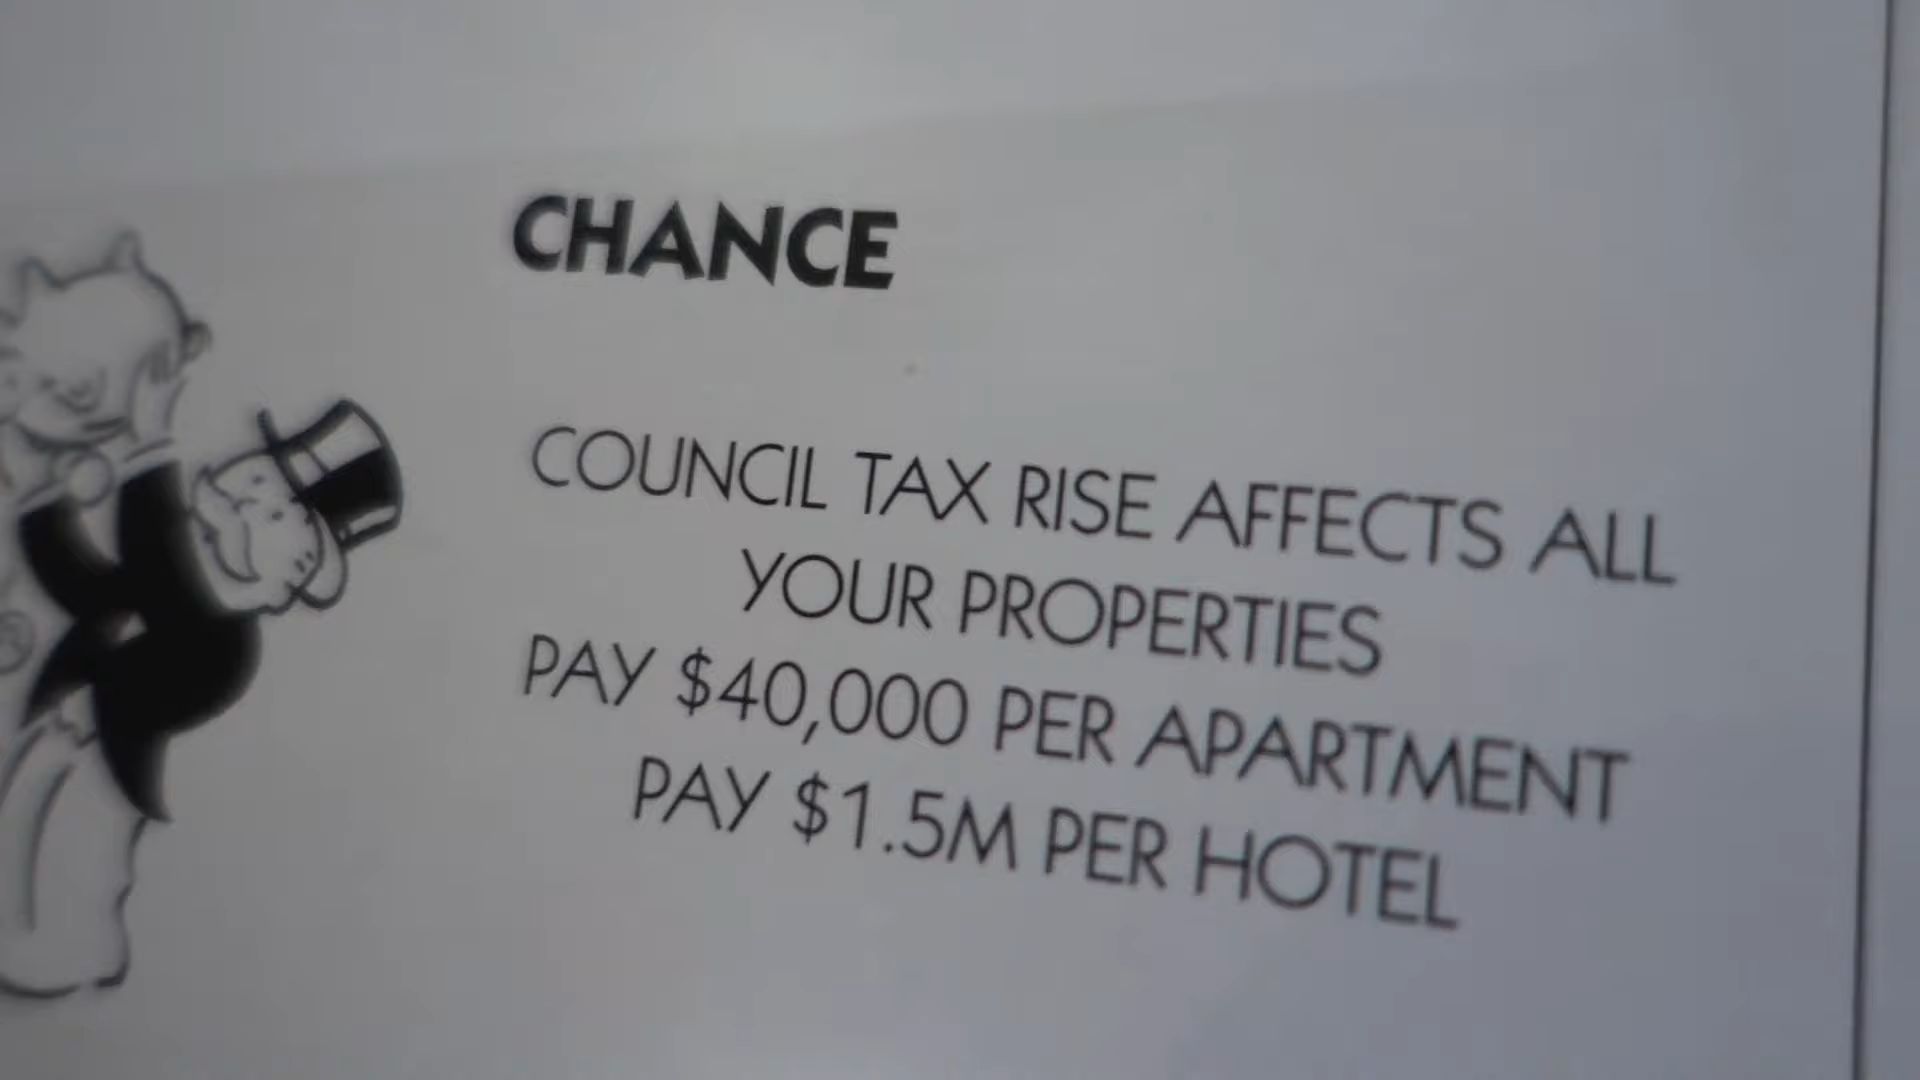 CHANCE
COUNCIL TAX RISE AFFECTS ALL
YOUR PROPERTIES
PAY $40,000 PER APARTMENT
PAY $1.5M PER HOTEL